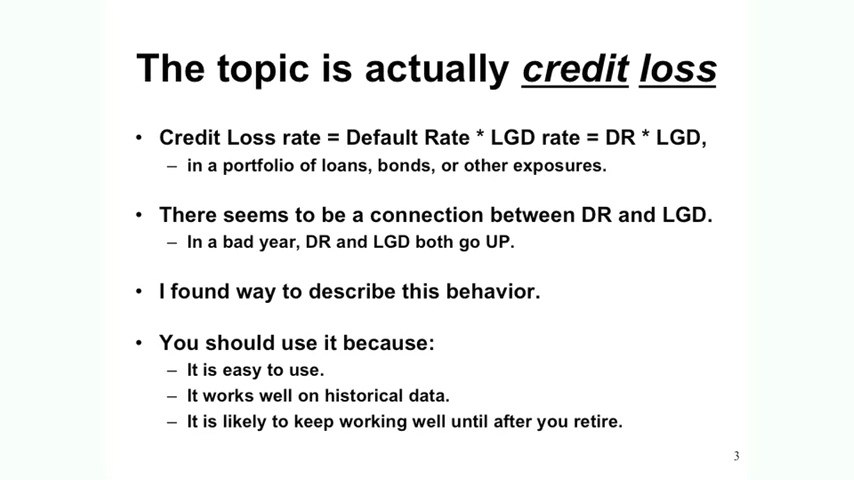 The topic is actually credit loss
• Credit Loss rate = Default Rate * LGD rate = DR * LGD,
– in a portfolio of loans, bonds, or other exposures.
• There seems to be a connection between DR and LGD.
– In a bad year, DR and LGD both go UP.
• I found way to describe this behavior.
• You should use it because:
– It is easy to use.
– It works well on historical data.
– It is likely to keep working well until after you retire.
3